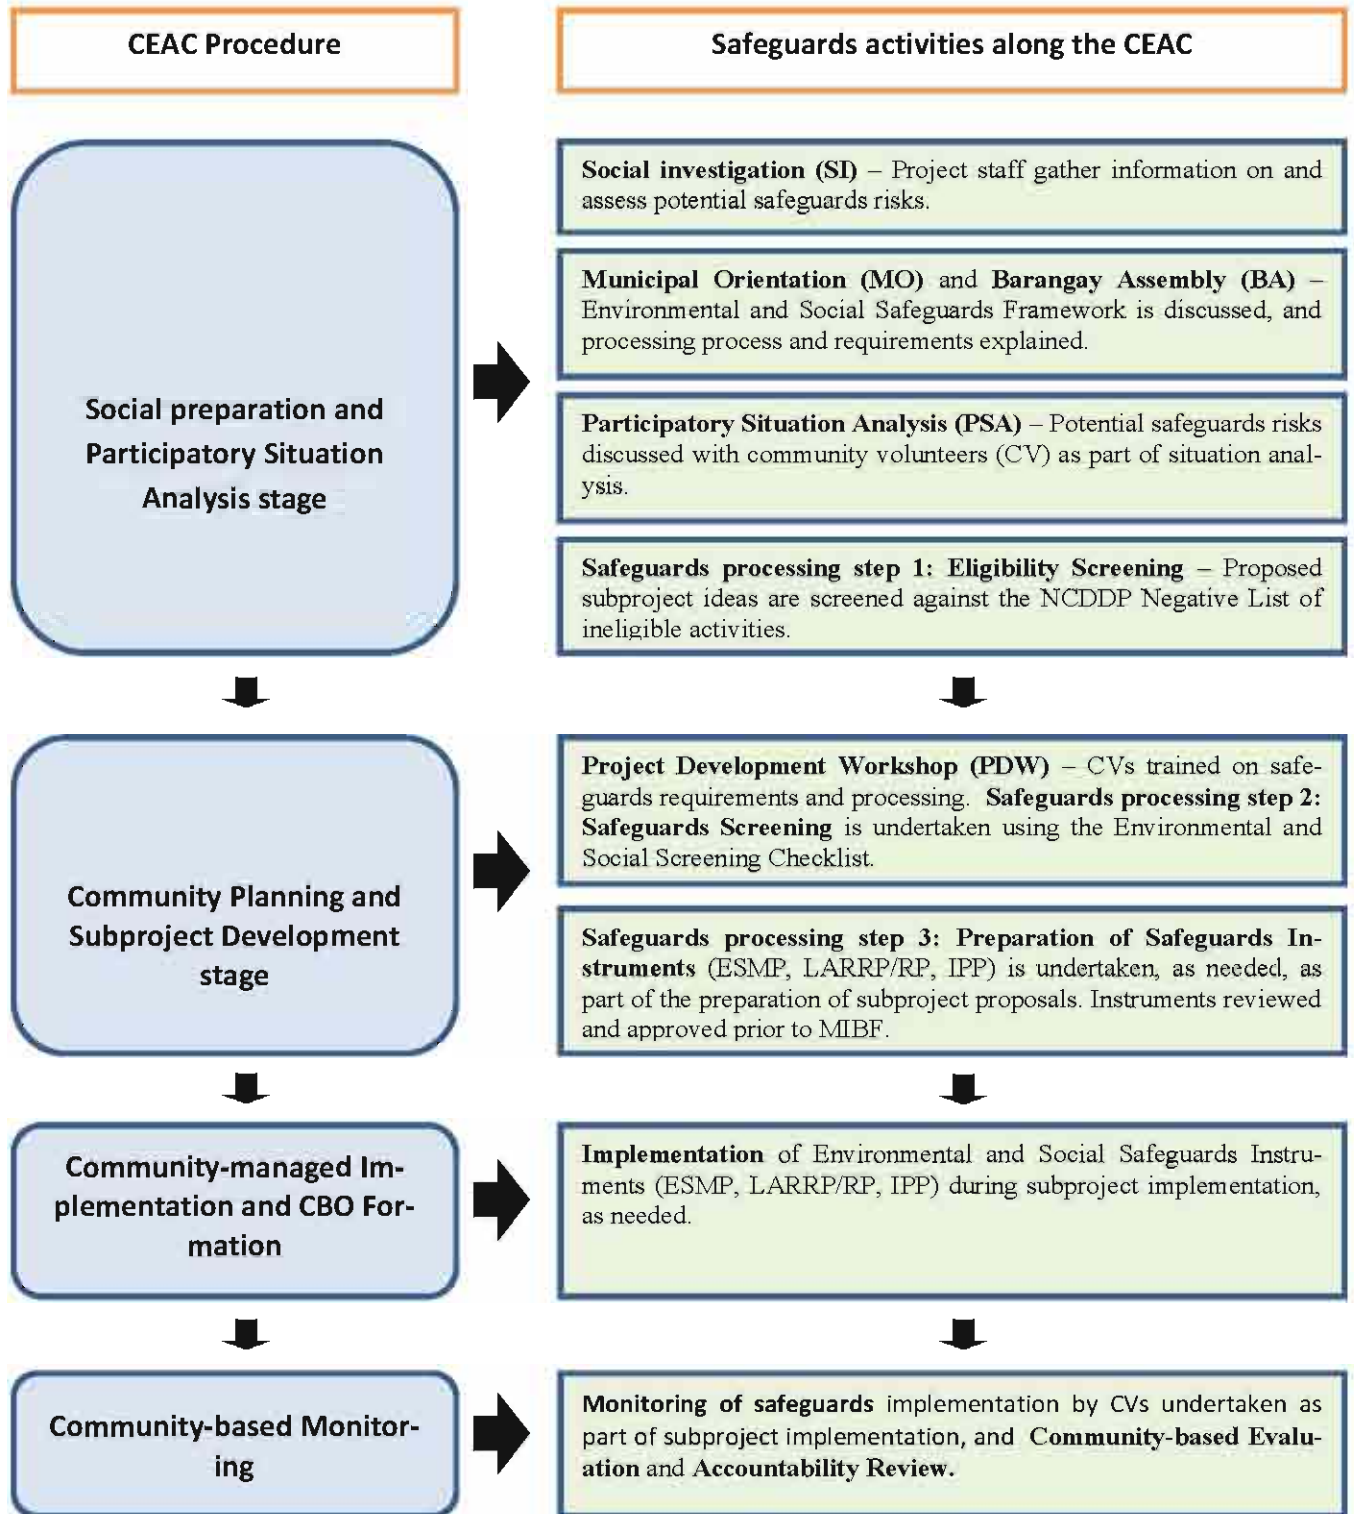 CEAC Procedure
Safeguards activities along the CEAC
Social preparation and
Participatory Situation
Analysis stage
Social investigation (SI) – Project staff gather information on and
assess potential safeguards risks.
Municipal Orientation (MO) and Barangay Assembly (BA) –
Environmental and Social Safeguards Framework is discussed, and
processing process and requirements explained.
Participatory Situation Analysis (PSA) – Potential safeguards risks
discussed with community volunteers (CV) as part of situation anal-
ysis.
Safeguards processing step 1: Eligibility Screening – Proposed
subproject ideas are screened against the NCDDP Negative List of
ineligible activities.
Community Planning and
Subproject Development
stage
Project Development Workshop (PDW) – CVs trained on safe-
guards requirements and processing. Safeguards processing step 2:
Safeguards Screening is undertaken using the Environmental and
Social Screening Checklist.
Safeguards processing step 3: Preparation of Safeguards In-
struments (ESMP, LARRP/RP, IPP) is undertaken, as needed, as
part of the preparation of subproject proposals. Instruments reviewed
and approved prior to MIBF.
Community-managed Im-
plementation and CBO For-
mation
Implementation of Environmental and Social Safeguards Instru-
ments (ESMP, LARRP/RP, IPP) during subproject implementation,
as needed.
Community-based Monitor-
ing
Monitoring of safeguards implementation by CVs undertaken as
part of subproject implementation, and Community-based Evalu-
ation and Accountability Review.